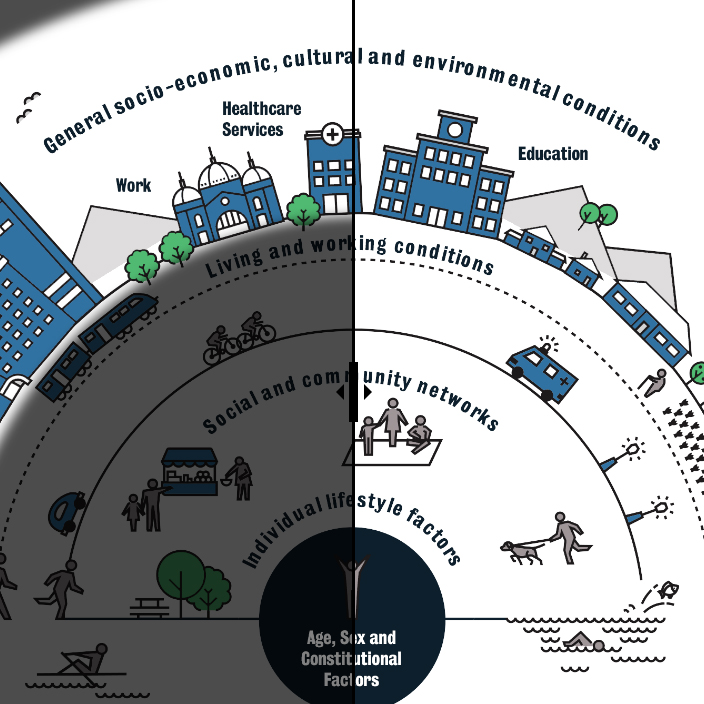 General socio-economic, cultural and environmental conditions
Healthcare
Services
Education
Work
Living and working conditions
Social and community networks
Individual lifestyle factors
Age, Sex and
Constitutional
Factors